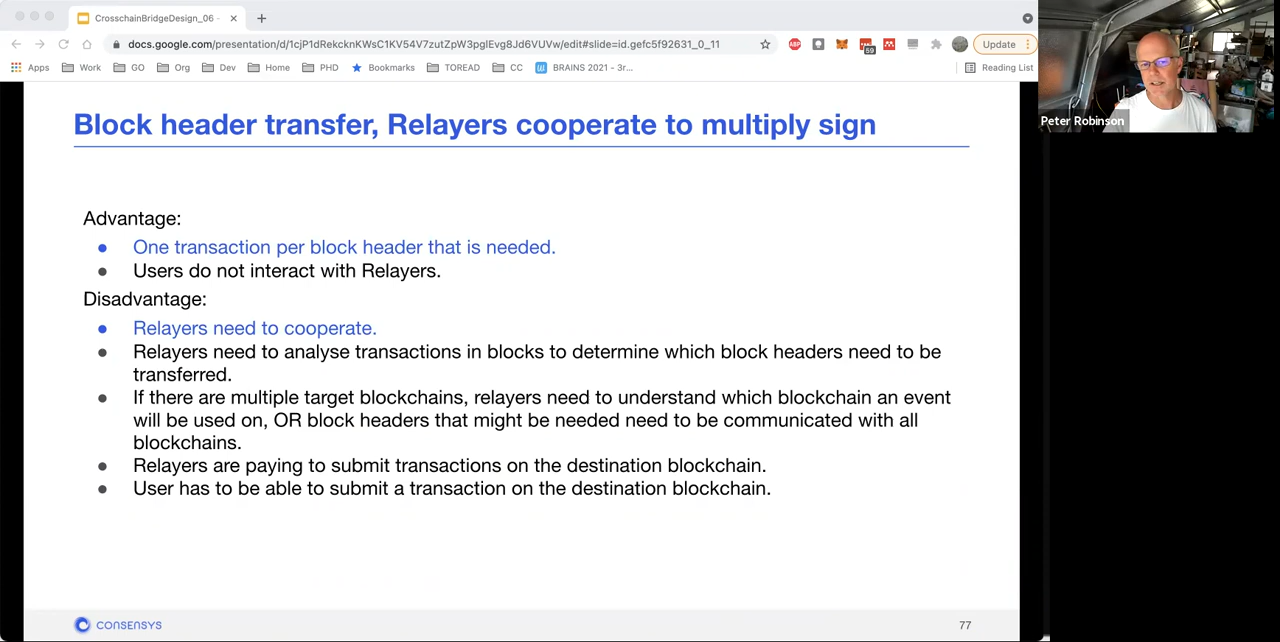 CrosschainBridgeDesign_06 -
docs.google.com/presentation/d/1cjP1dRekcknKWsC1KV54V7zutZpW3pglEvg8Jd6VUVw/edit#slide=id.gefc5f92631_0_11
ABP
59
Update
Apps
Work
GO
Org
Dev
Home
PHD
Bookmarks
TOREAD
CC
BRAINS 2021 - 3r...
Reading List
Peter Robinson
Block header transfer, Relayers cooperate to multiply sign
Advantage:
● One transaction per block header that is needed.
● Users do not interact with Relayers.
Disadvantage:
● Relayers need to cooperate.
● Relayers need to analyse transactions in blocks to determine which block headers need to be
transferred.
● If there are multiple target blockchains, relayers need to understand which blockchain an event
will be used on, OR block headers that might be needed need to be communicated with all
blockchains.
● Relayers are paying to submit transactions on the destination blockchain.
● User has to be able to submit a transaction on the destination blockchain.
CONSENSYS
77